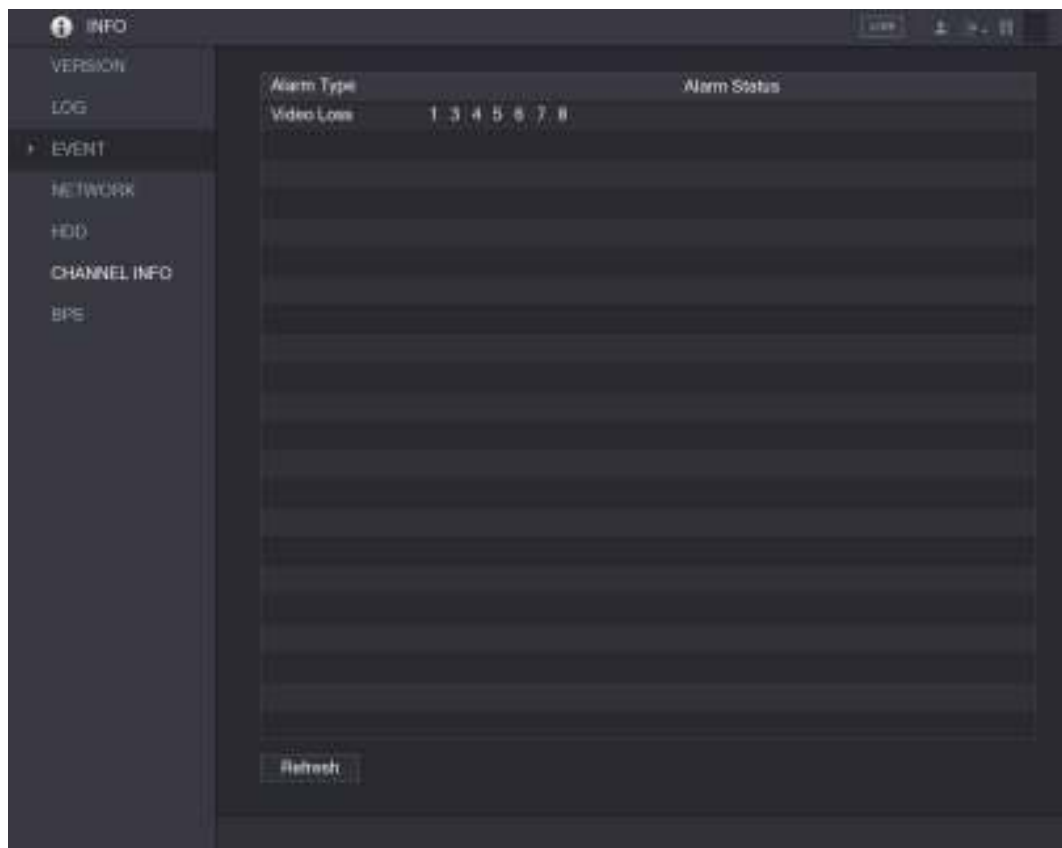 INFO
LIVE
VERSION
LOG
EVENT
NETWORK
HDD
CHANNEL INFO
BPS
Alarm Type Alarm Status
Video Loss 1 3 4 5 6 7 8
Refresh